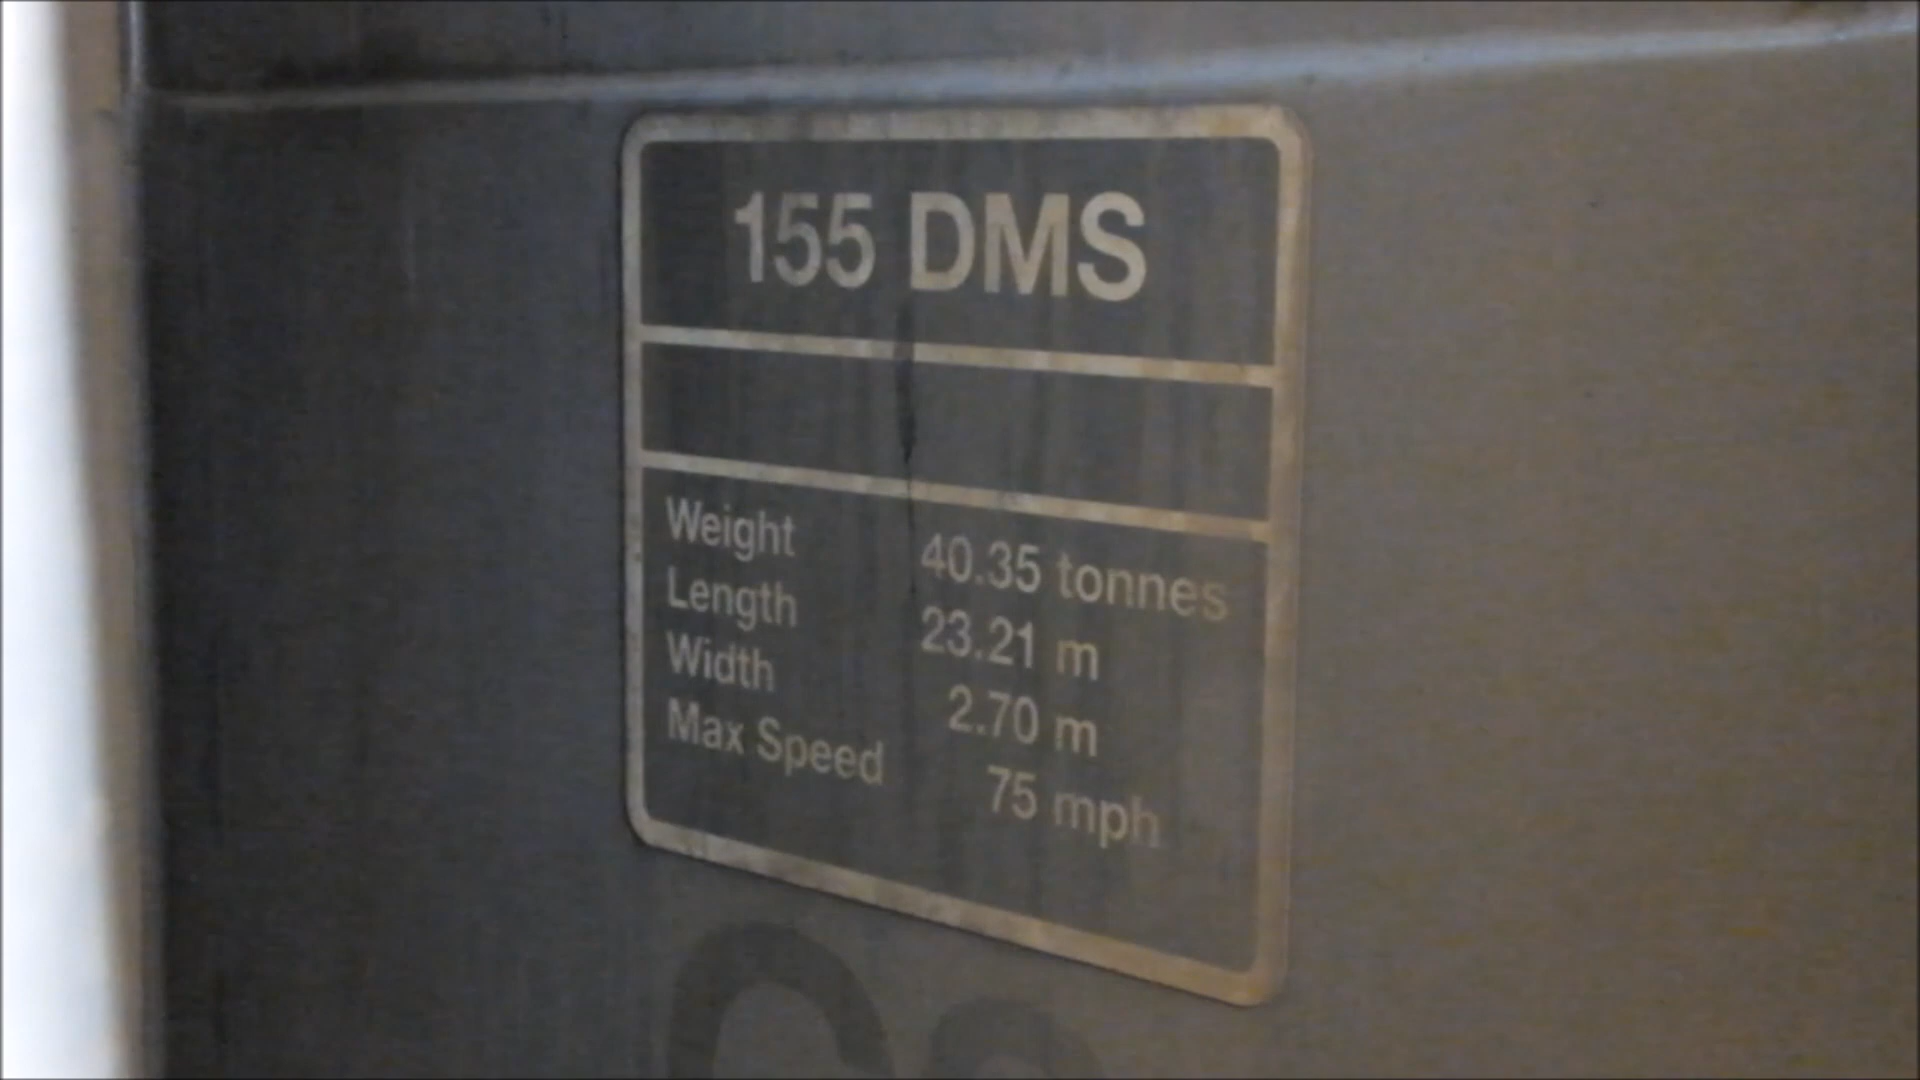 155 DMS
Weight 40.35 tonnes
Length 23.21 m
Width 2.70 m
Max Speed 75 mph